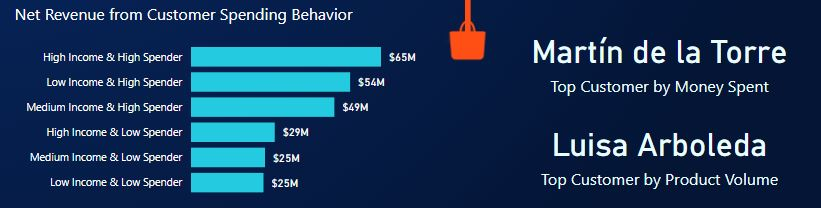 Net Revenue from Customer Spending Behavior
High Income & High Spender $65M
Low Income & High Spender $54M
Medium Income & High Spender $49M
High Income & Low Spender $29M
Medium Income & Low Spender $25M
Low Income & Low Spender $25M
Martín de la Torre
Top Customer by Money Spent
Luisa Arboleda
Top Customer by Product Volume